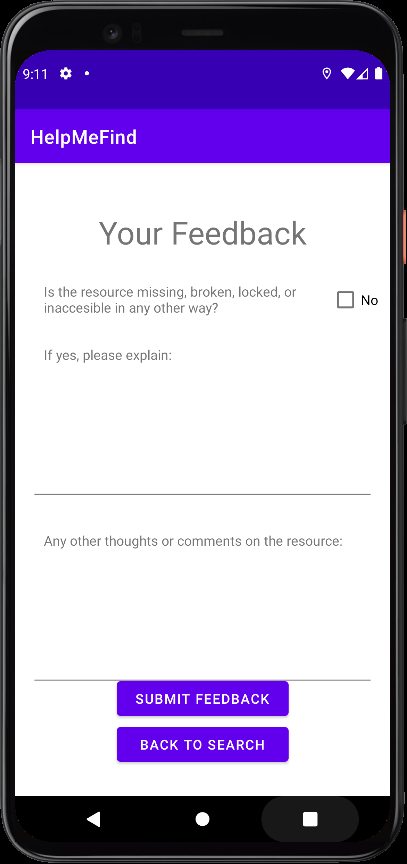 9:11
HelpMeFind
Your Feedback
Is the resource missing, broken, locked, or
inaccesible in any other way?
No
If yes, please explain:
Any other thoughts or comments on the resource:
SUBMIT FEEDBACK
BACK TO SEARCH